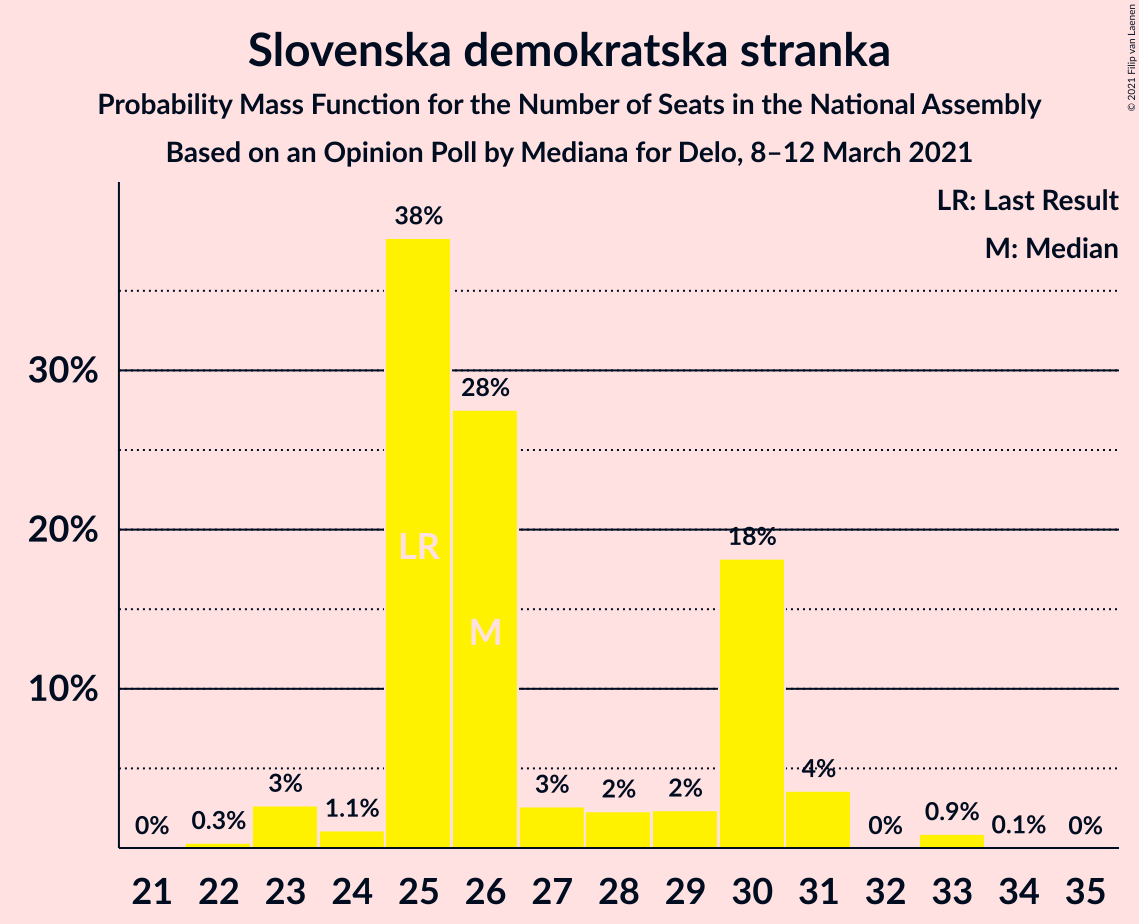 Slovenska demokratska stranka
Probability Mass Function for the Number of Seats in the National Assembly
Based on an Opinion Poll by Mediana for Delo, 8–12 March 2021
© 2021 Filip van Laenen
LR: Last Result
M: Median
38%
30%
28%
20%
18%
LR
M
10%
4%
3%
3%
2%
2%
1.1%
0.9%
0.3%
0%
0%
0.1%
0%
21 22 23 24 25 26 27 28 29 30 31 32 33 34 35